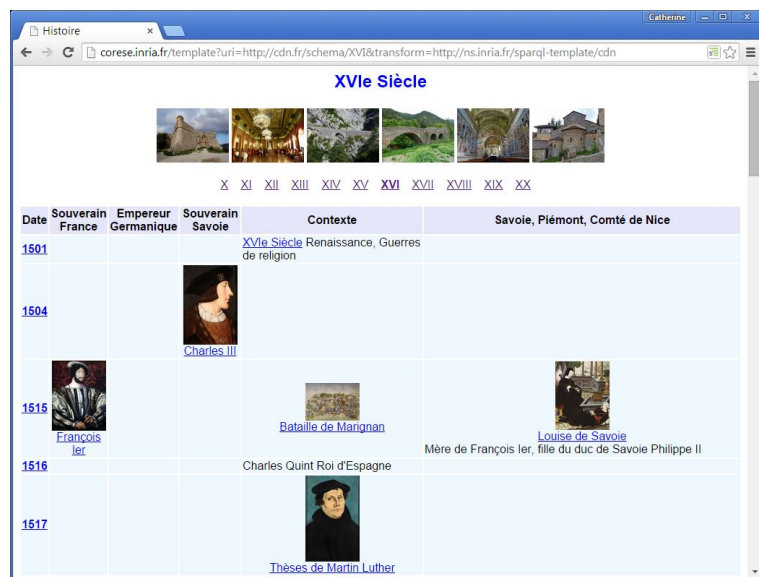 Catherine
Histoire
corese.inria.fr/template?uri=http://cdn.fr/schema/XVI&transform=http://ns.inria.fr/sparql-template/cdn
XVIe Siècle
X XI XII XIII XIV XV XVI XVII XVIII XIX XX
Date Souverain France Empereur Germanique Souverain Savoie Contexte Savoie, Piémont, Comté de Nice
1501 XVIe Siècle Renaissance, Guerres
de religion
1504
Charles III
1515
François
Ier
Bataille de Marignan
Louise de Savoie
Mère de François Ier, fille du duc de Savoie Philippe II
1516 Charles Quint Roi d'Espagne
1517
Thèses de Martin Luther